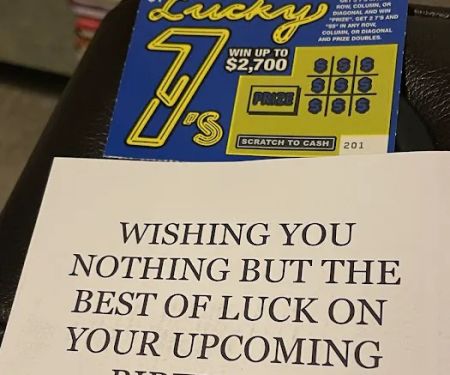 Lucky
7's
ROW, COLUMN, OR
DIAGONAL AND WIN
"PRIZE". GET 2 7'S AND
IN ANY ROW,
COLUMN, OR DIAGONAL
AND PRIZE DOUBLES.
WIN UP TO
$2,700
PRIZE
$ $ $
$ $ $
$ $ $
SCRATCH TO CASH 201
WISHING YOU
NOTHING BUT THE
BEST OF LUCK ON
YOUR UPCOMING